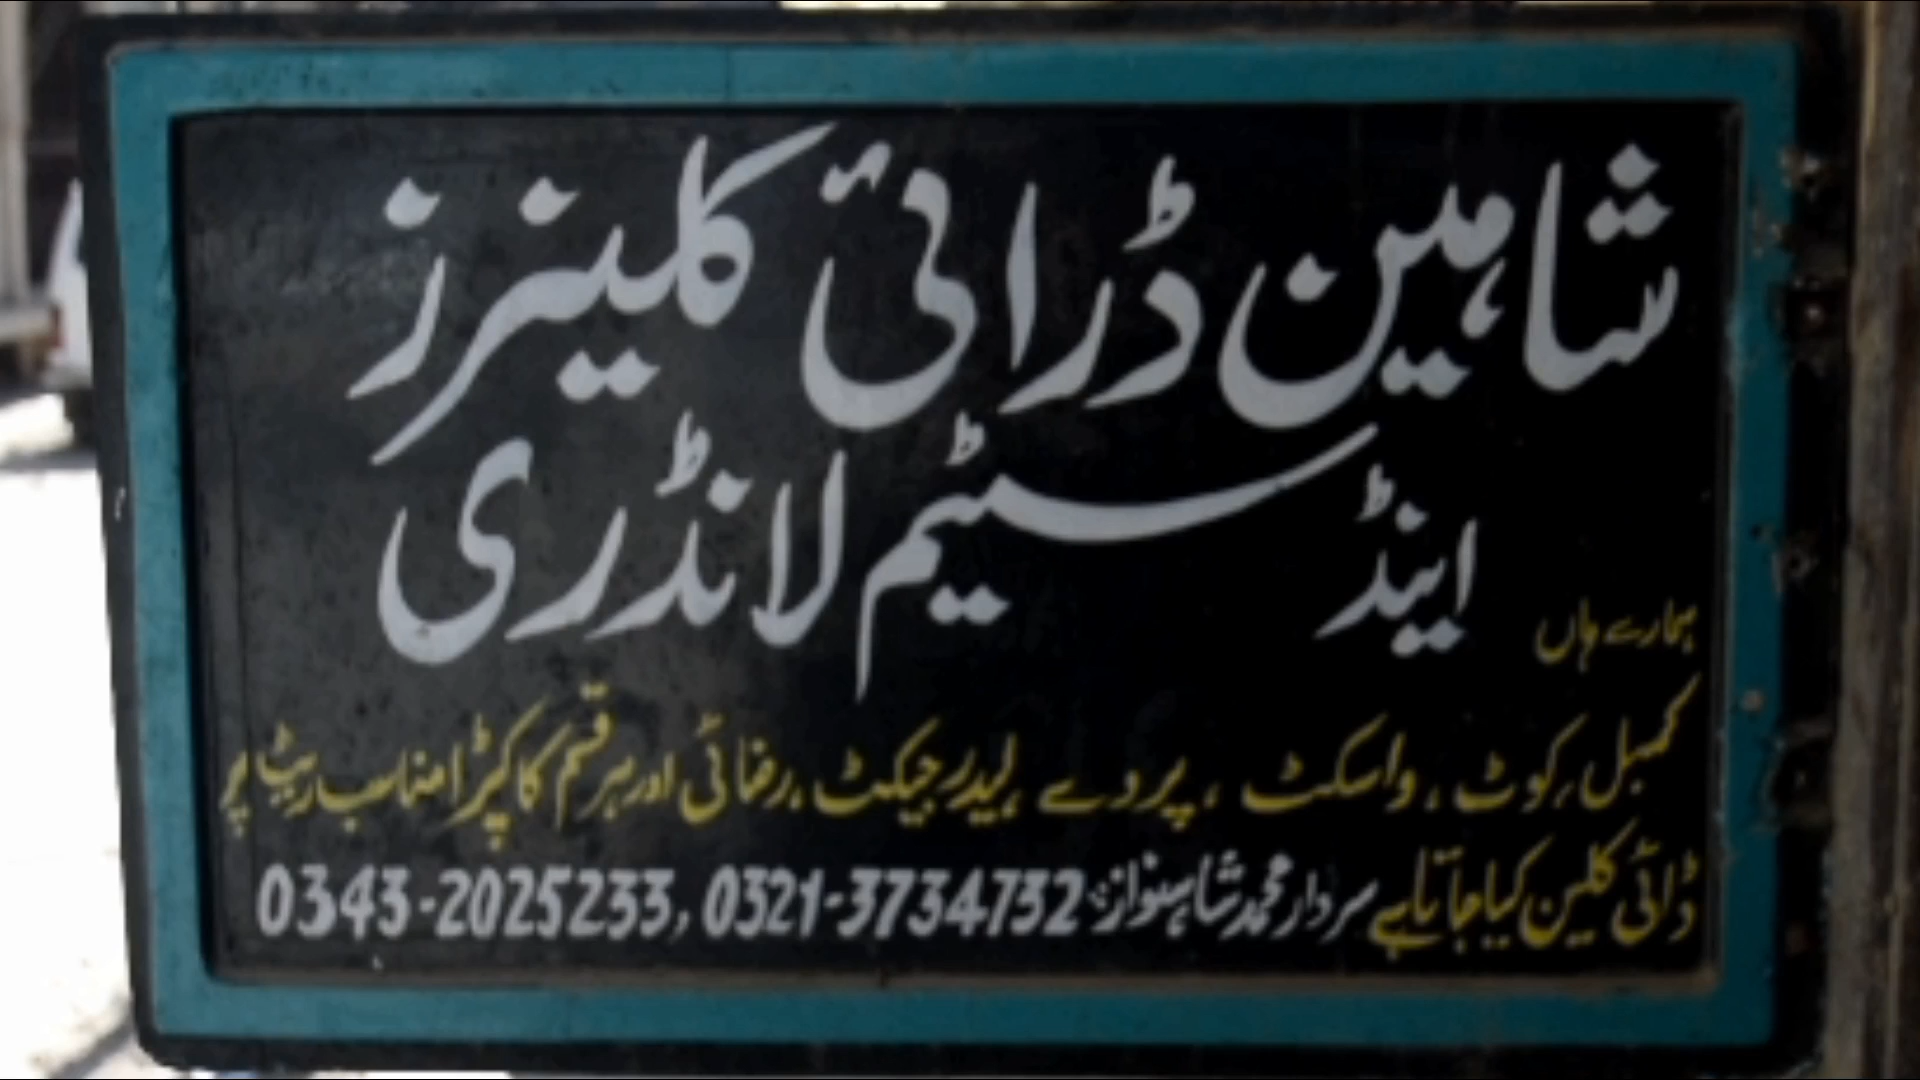 شاہین ڈرائی کلینرز
اینڈ سٹیم لانڈری
ہمارے ہاں
کمبل، کوٹ، واسکٹ، پردے، لیدر جیکٹ، رضائی اور ہر قسم کا کپڑا مناسب ریٹ پر
ڈرائی کلین کیا جاتا ہے سردار محمد شاہنواز: 0321-3734732, 0343-2025233